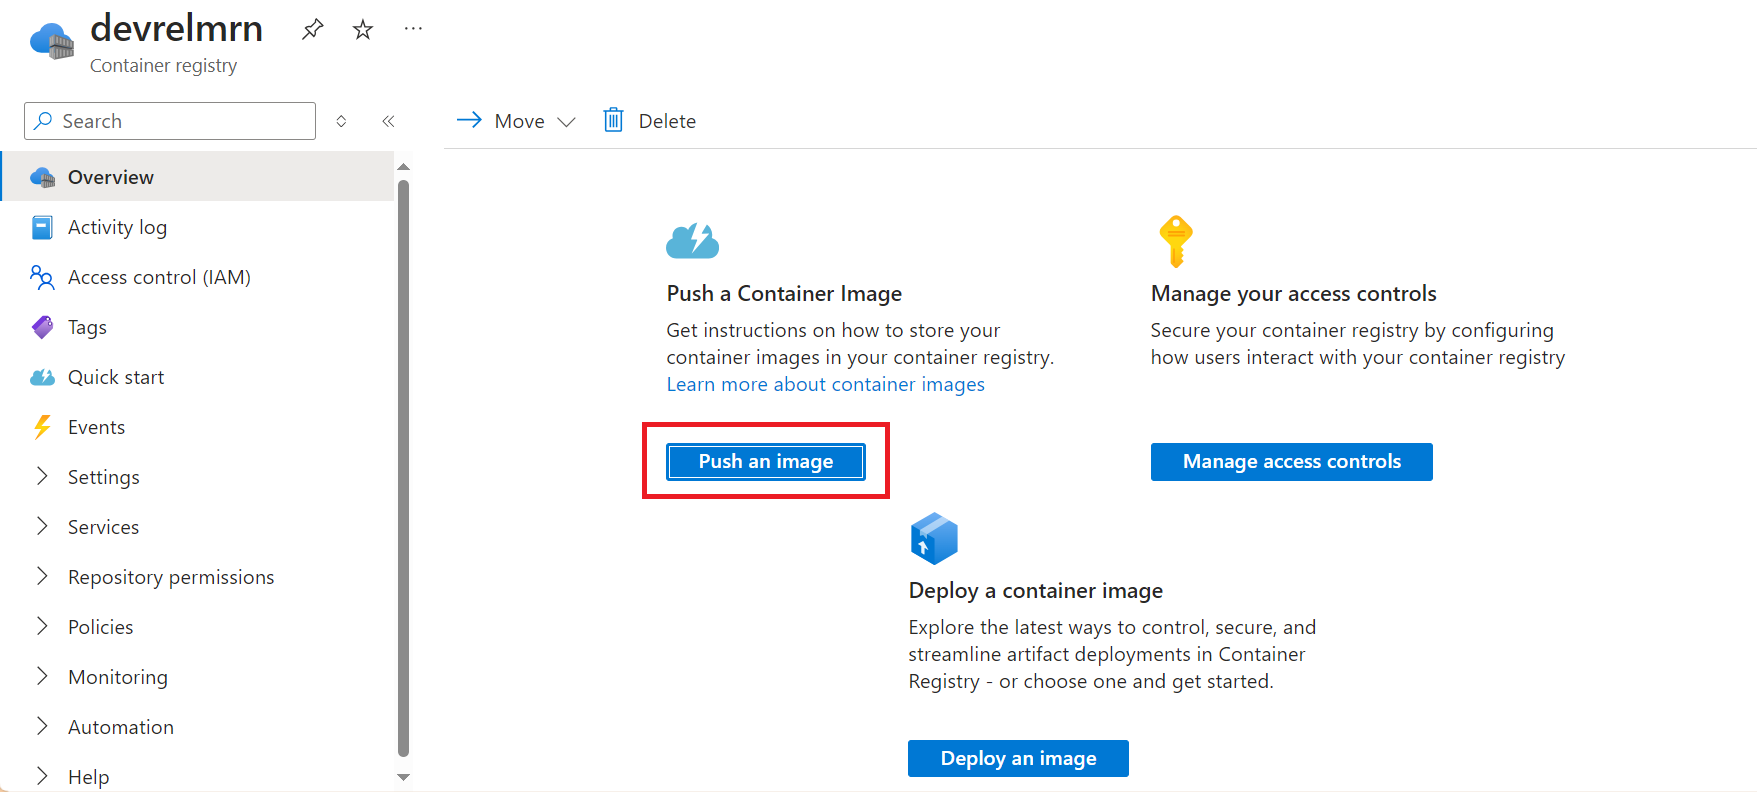 devrelmrn
Container registry
Search
Overview
Activity log
Access control (IAM)
Tags
Quick start
Events
Settings
Services
Repository permissions
Policies
Monitoring
Automation
Help
Move
Delete
Push a Container Image
Get instructions on how to store your
container images in your container registry.
Learn more about container images
Push an image
Manage your access controls
Secure your container registry by configuring
how users interact with your container registry
Manage access controls
Deploy a container image
Explore the latest ways to control, secure, and
streamline artifact deployments in Container
Registry - or choose one and get started.
Deploy an image